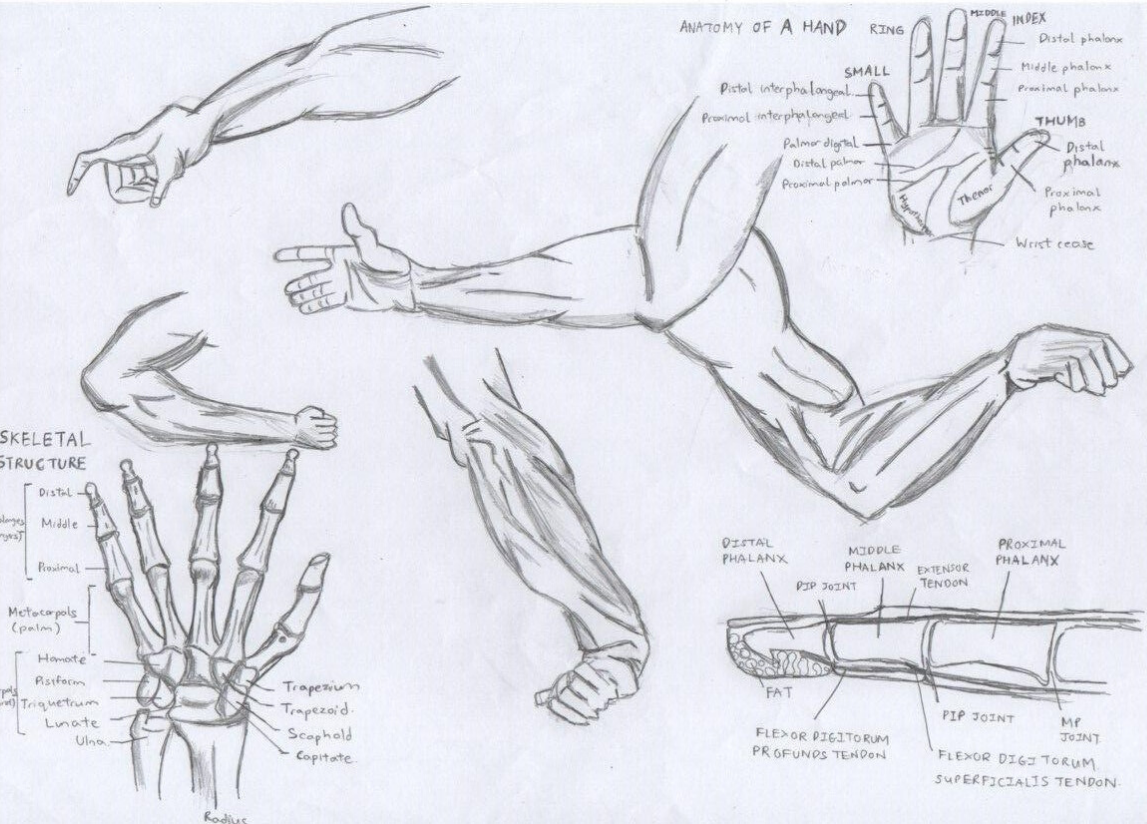 ANATOMY OF A HAND
RING
MIDDLE
INDEX
Distal phalanx
Middle phalanx
Proximal phalanx
SMALL
Distal interphalangeal
Proximal interphalangeal
Palmar digital
Distal palmar
Proximal palmar
THUMB
Distal
phalanx
Proximal
phalanx
Thenar
Wrist cease
SKELETAL
STRUCTURE
Distal
Middle
Proximal
Metacarpals
(palm)
Hamate
Pisiform
Triquetrum
Lunate
Ulna
Trapezium
Trapezoid
Scaphold
Capitate
Radius
DISTAL
PHALANX
DIP JOINT
MIDDLE
PHALANX
EXTENSOR
TENDON
PROXIMAL
PHALANX
FAT
FLEXOR DIGITORUM
PROFUNDS TENDON
PIP JOINT
MP
JOINT
FLEXOR DIGITORUM
SUPERFICIALIS TENDON